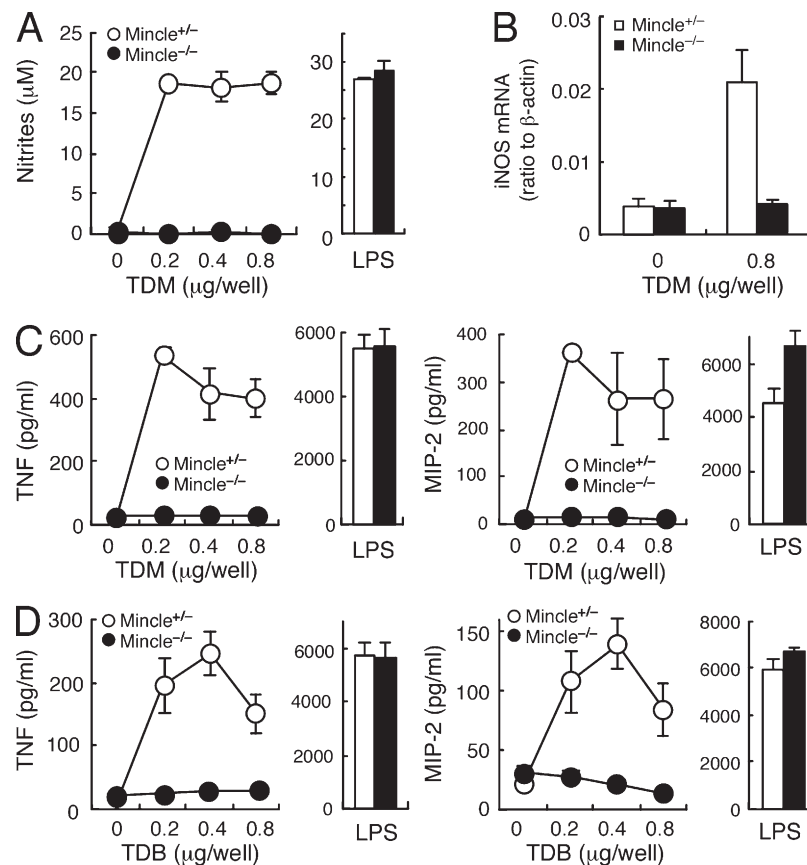 A
Mincle+/−
Mincle−/−
Nitrites (μM)
25
20
15
10
5
0
0 0.2 0.4 0.8
TDM (μg/well)
30
20
10
0
LPS
B
Mincle+/−
Mincle−/−
iNOS mRNA
(ratio to β-actin)
0.03
0.02
0.01
0
0 0.8
TDM (μg/well)
C
TNF (pg/ml)
600
400
200
0
Mincle+/−
Mincle−/−
0 0.2 0.4 0.8
TDM (μg/well)
6000
4000
2000
0
LPS
MIP-2 (pg/ml)
400
300
200
100
0
Mincle+/−
Mincle−/−
0 0.2 0.4 0.8
TDM (μg/well)
6000
4000
2000
0
LPS
D
Mincle+/−
Mincle−/−
TNF (pg/ml)
300
200
100
0
0 0.2 0.4 0.8
TDB (μg/well)
6000
4000
2000
0
LPS
Mincle+/−
Mincle−/−
MIP-2 (pg/ml)
150
100
50
0
0 0.2 0.4 0.8
TDB (μg/well)
8000
6000
4000
2000
0
LPS